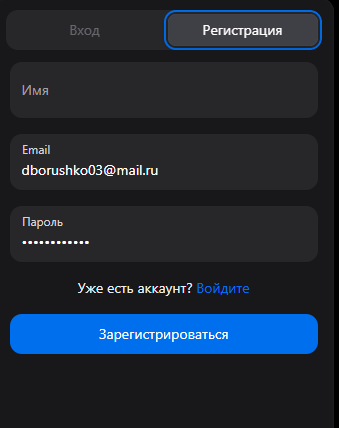 Вход
Регистрация
Имя
Email
dborushko03@mail.ru
Пароль
••••••••••••
Уже есть аккаунт? Войдите
Зарегистрироваться